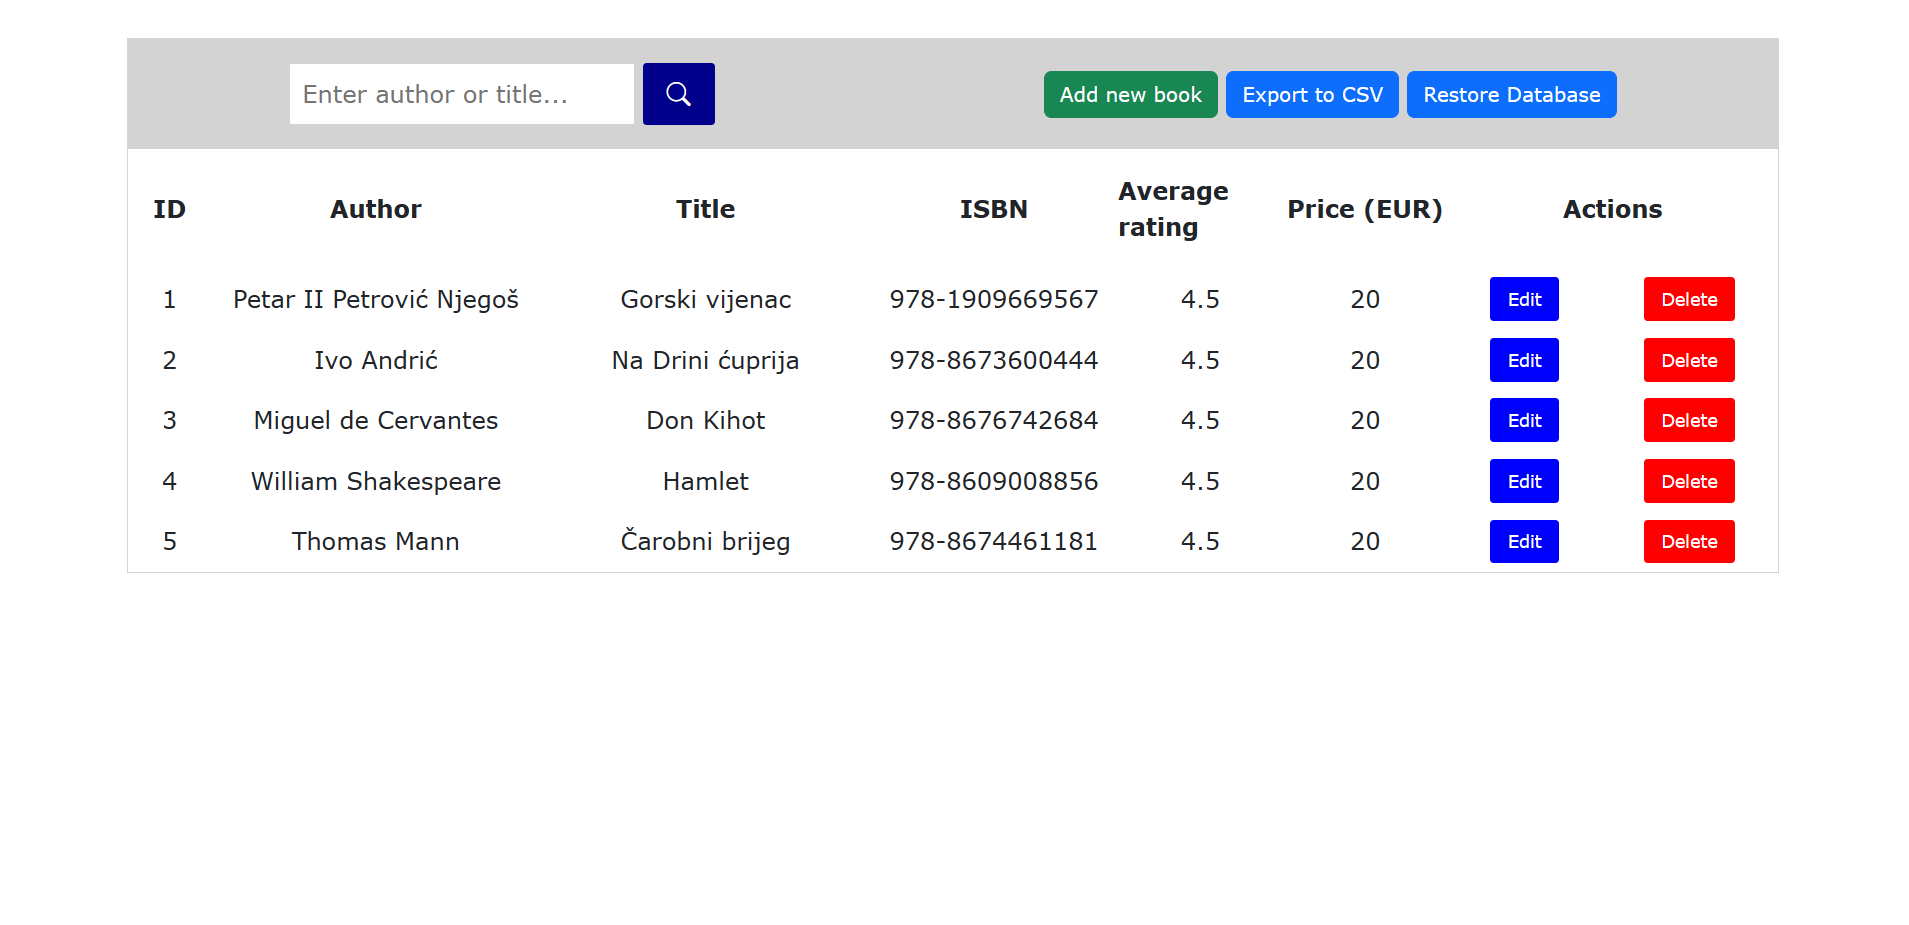 Enter author or title...
Add new book Export to CSV Restore Database
ID Author Title ISBN Average rating Price (EUR) Actions
1 Petar II Petrović Njegoš Gorski vijenac 978-1909669567 4.5 20 Edit Delete
2 Ivo Andrić Na Drini ćuprija 978-8673600444 4.5 20 Edit Delete
3 Miguel de Cervantes Don Kihot 978-8676742684 4.5 20 Edit Delete
4 William Shakespeare Hamlet 978-8609008856 4.5 20 Edit Delete
5 Thomas Mann Čarobni brijeg 978-8674461181 4.5 20 Edit Delete